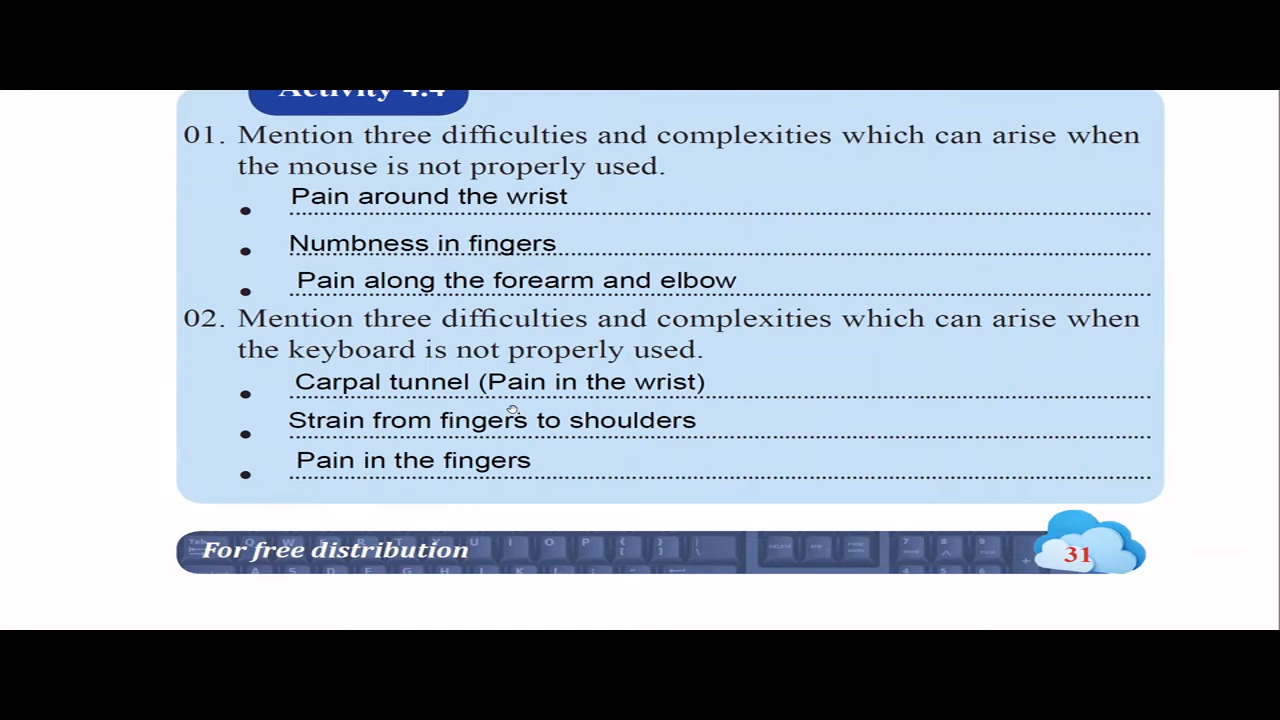 Activity 4.4
01. Mention three difficulties and complexities which can arise when
the mouse is not properly used.
• Pain around the wrist
• Numbness in fingers
• Pain along the forearm and elbow
02. Mention three difficulties and complexities which can arise when
the keyboard is not properly used.
• Carpal tunnel (Pain in the wrist)
• Strain from fingers to shoulders
• Pain in the fingers
For free distribution
31